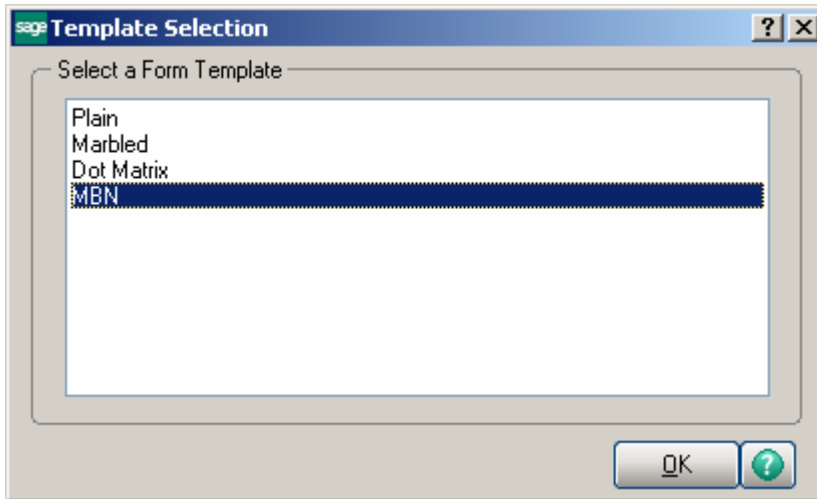 sage Template Selection
Select a Form Template
Plain
Marbled
Dot Matrix
MBN
OK